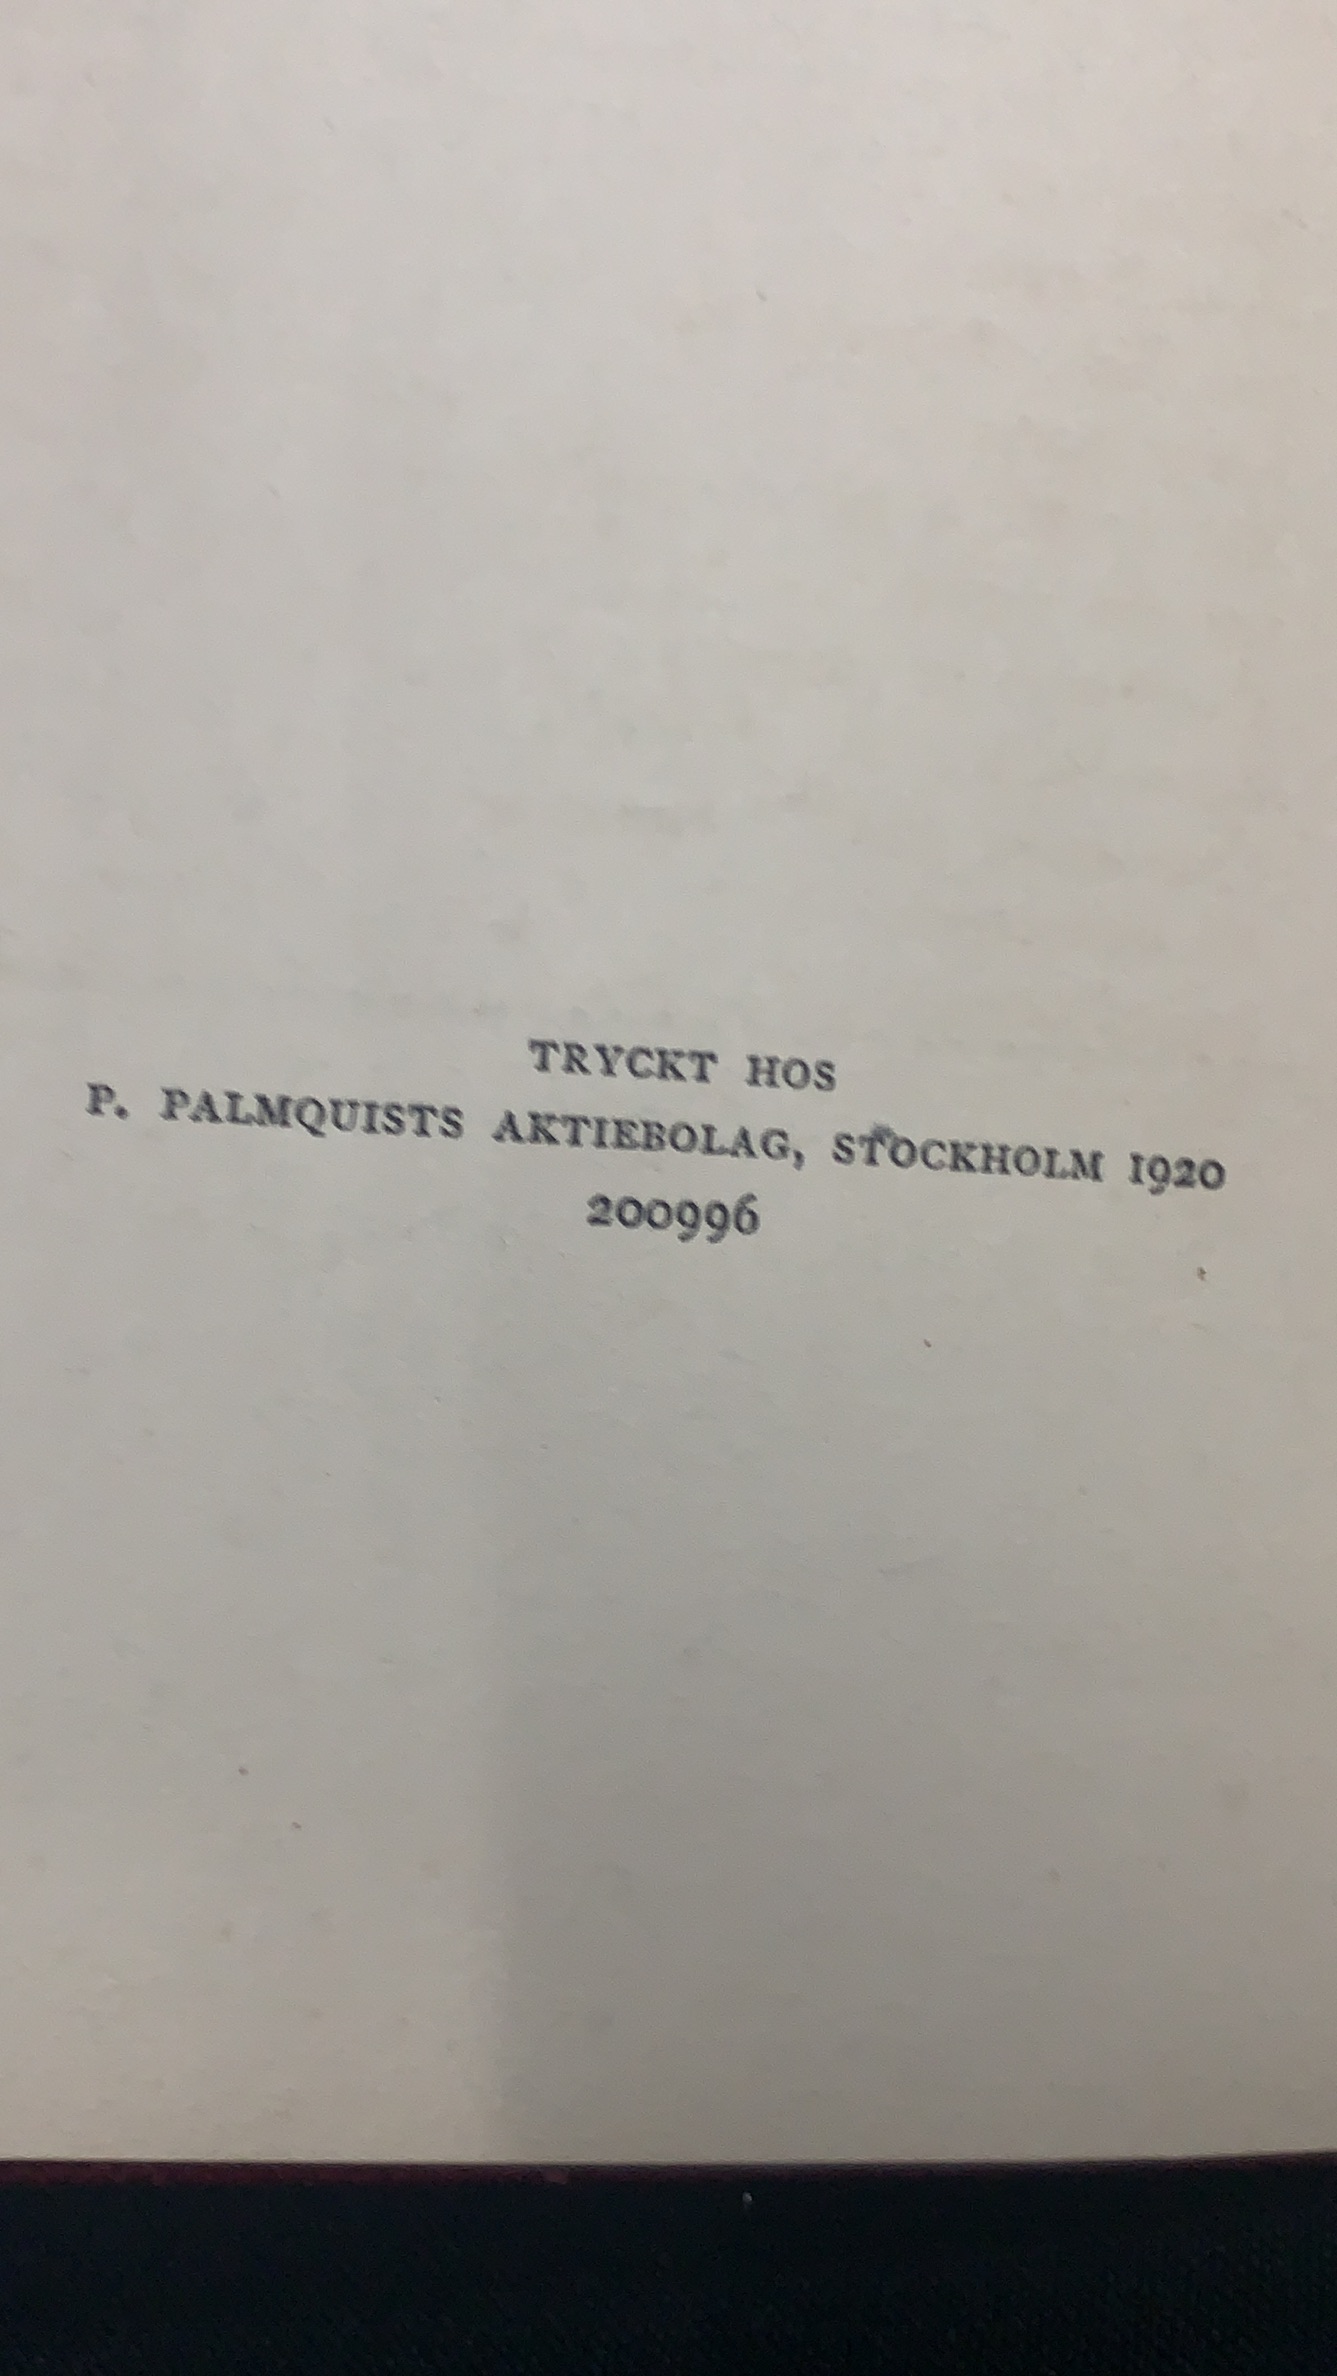 TRYCKT HOS
P. PALMQUISTS AKTIEBOLAG, STOCKHOLM 1920
200996